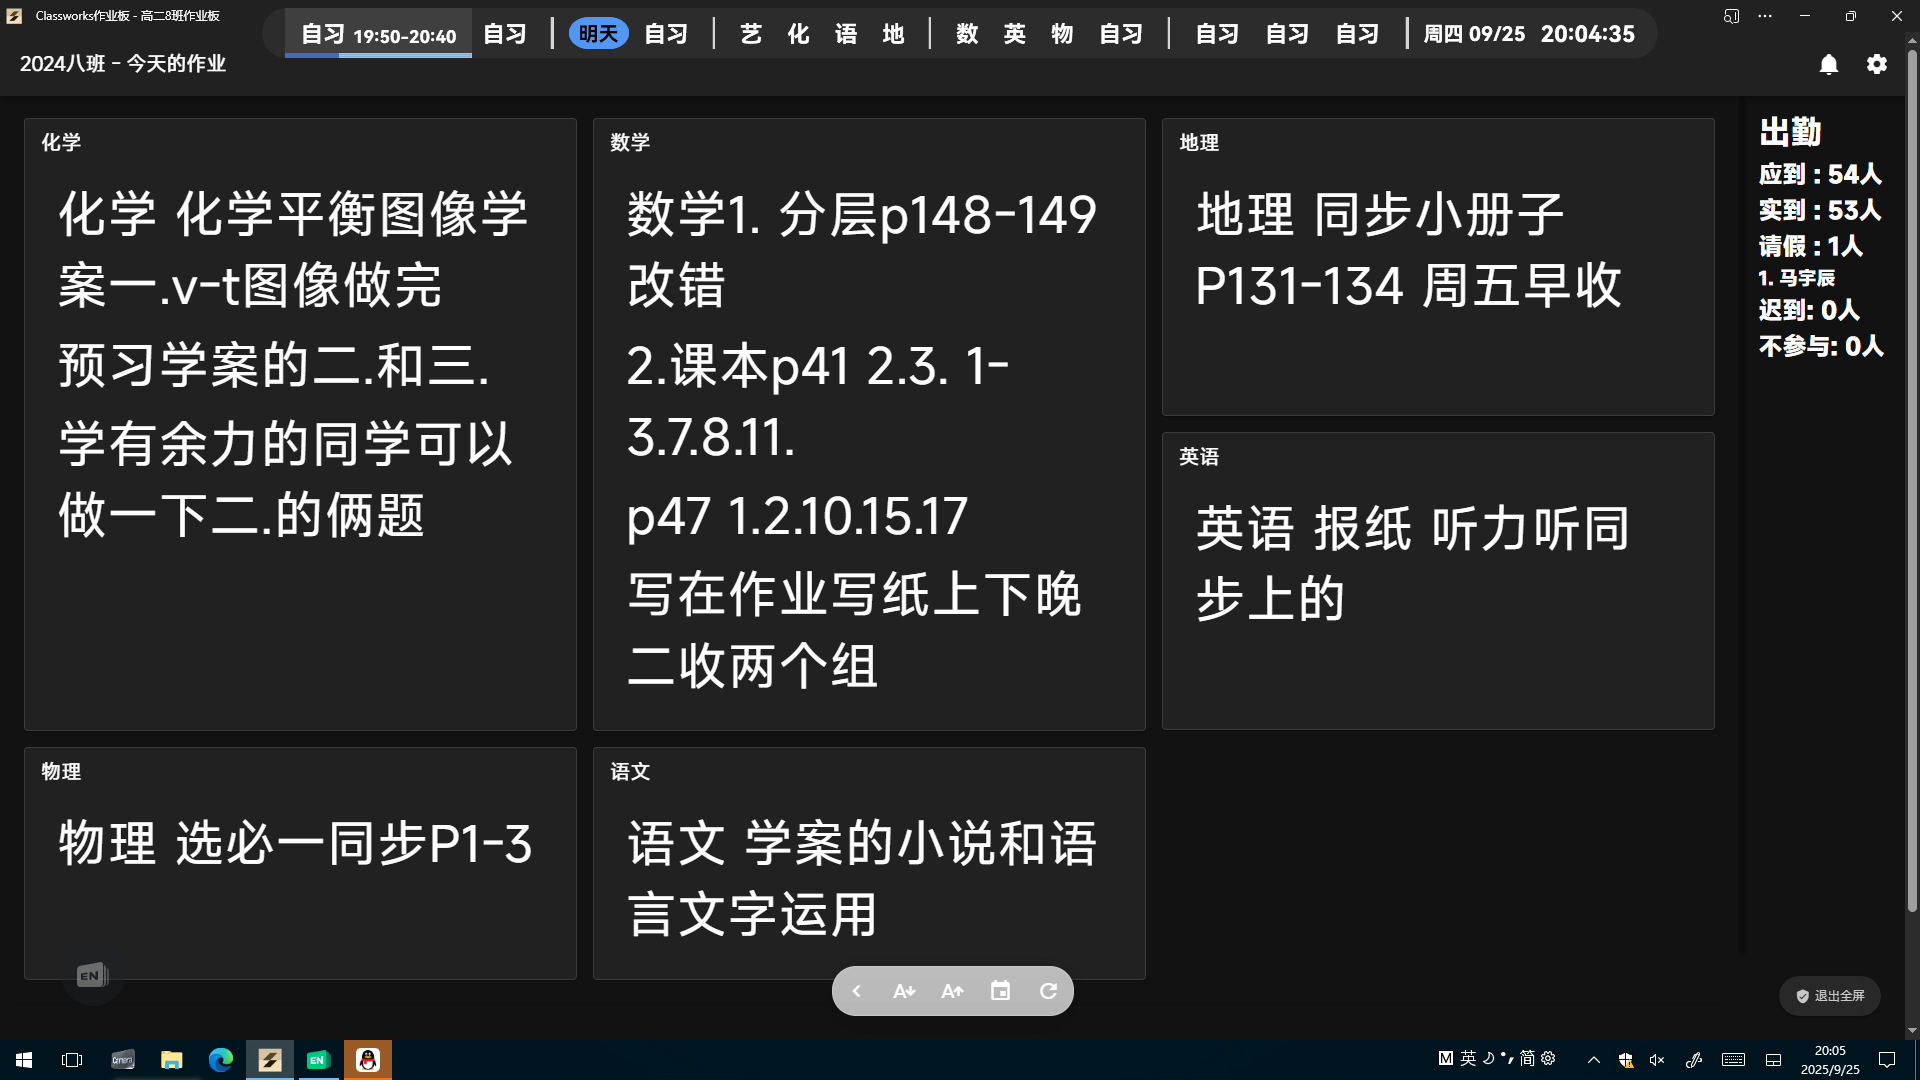 Classworks作业板 - 高二8班作业板
自习 19:50-20:40 自习 | 明天 自习 | 艺 化 语 地 | 数 英 物 自习 | 自习 自习 自习 | 周四 09/25 20:04:35
2024八班 - 今天的作业
化学
化学 化学平衡图像学
案一.v-t图像做完
预习学案的二.和三.
学有余力的同学可以
做一下二.的俩题
数学
数学1. 分层p148-149
改错
2.课本p41 2.3. 1-
3.7.8.11.
p47 1.2.10.15.17
写在作业写纸上下晚
二收两个组
地理
地理 同步小册子
P131-134 周五早收
英语
英语 报纸 听力听同
步上的
物理
物理 选必一同步P1-3
语文
语文 学案的小说和语
言文字运用
出勤
应到 : 54人
实到 : 53人
请假 : 1人
1. 马宇辰
迟到: 0人
不参与: 0人
EN
A A
退出全屏
Camera
EN
M 英 简
20:05
2025/9/25